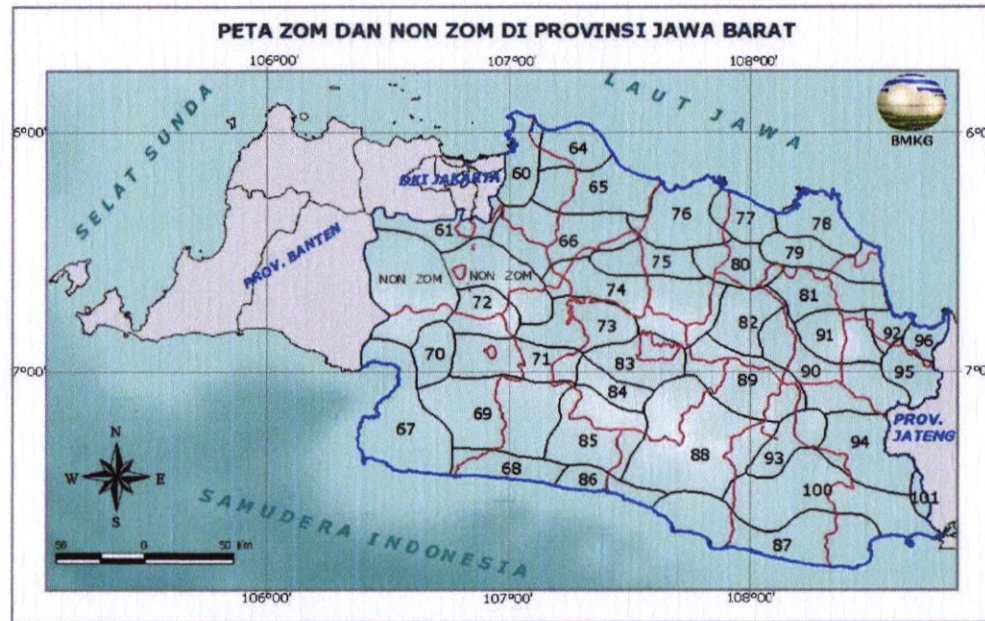 PETA ZOM DAN NON ZOM DI PROVINSI JAWA BARAT
106°00' 107°00' 108°00'
SELAT SUNDA
LAUT JAWA
BMKG
6°00'
6°00'
64
60
DKI JAKARTA
65
76
77
78
61
66
79
PROV. BANTEN
75
80
NON ZOM
NON ZOM
81
72
74
82
73
91
92
96
70
71
83
90
95
7°00'
7°00'
89
84
69
67
PROV.
JATENG
94
85
88
93
N
W E
S
68
86
100
101
87
SAMUDERA INDONESIA
50 0 50 Km
106°00' 107°00' 108°00'